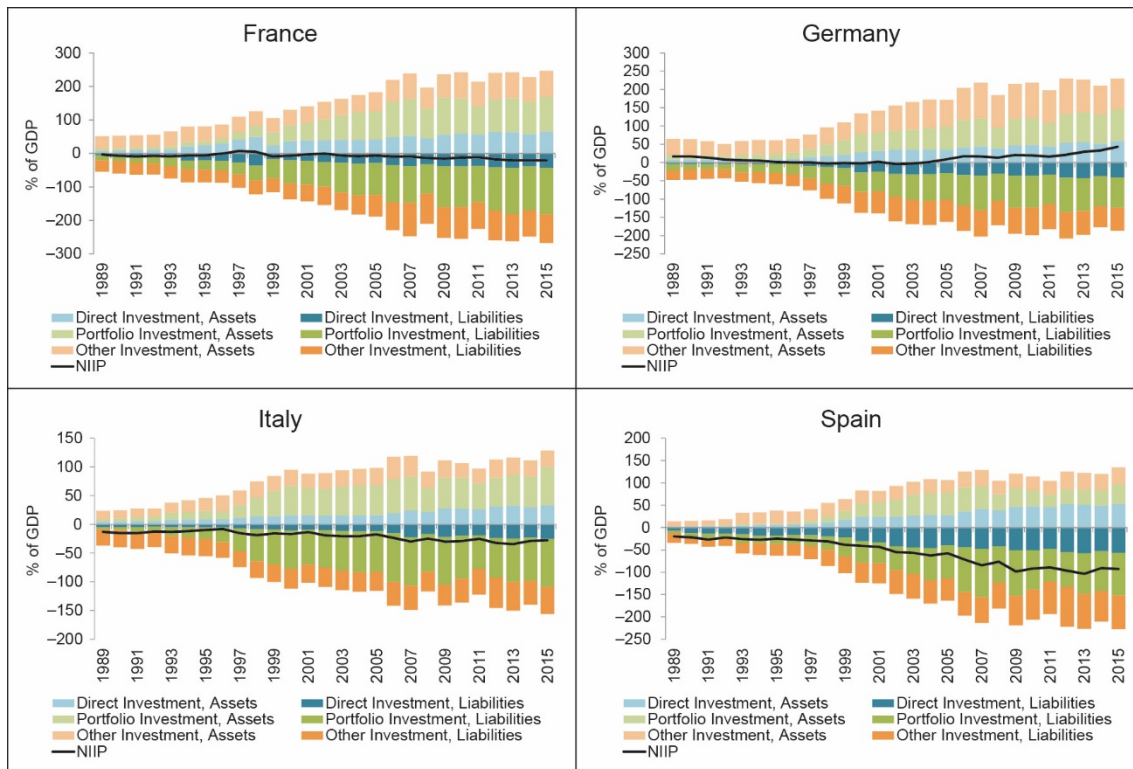 France
300
200
100
0
–100
–200
–300
% of GDP
1989
1991
1993
1995
1997
1999
2001
2003
2005
2007
2009
2011
2013
2015
Direct Investment, Assets
Direct Investment, Liabilities
Portfolio Investment, Assets
Portfolio Investment, Liabilities
Other Investment, Assets
Other Investment, Liabilities
NIIP
Germany
300
250
200
150
100
50
0
–50
–100
–150
–200
–250
% of GDP
1989
1991
1993
1995
1997
1999
2001
2003
2005
2007
2009
2011
2013
2015
Direct Investment, Assets
Direct Investment, Liabilities
Portfolio Investment, Assets
Portfolio Investment, Liabilities
Other Investment, Assets
Other Investment, Liabilities
NIIP
Italy
150
100
50
0
–50
–100
–150
–200
% of GDP
1989
1991
1993
1995
1997
1999
2001
2003
2005
2007
2009
2011
2013
2015
Direct Investment, Assets
Direct Investment, Liabilities
Portfolio Investment, Assets
Portfolio Investment, Liabilities
Other Investment, Assets
Other Investment, Liabilities
NIIP
Spain
200
150
100
50
0
–50
–100
–150
–200
–250
% of GDP
1989
1991
1993
1995
1997
1999
2001
2003
2005
2007
2009
2011
2013
2015
Direct Investment, Assets
Direct Investment, Liabilities
Portfolio Investment, Assets
Portfolio Investment, Liabilities
Other Investment, Assets
Other Investment, Liabilities
NIIP